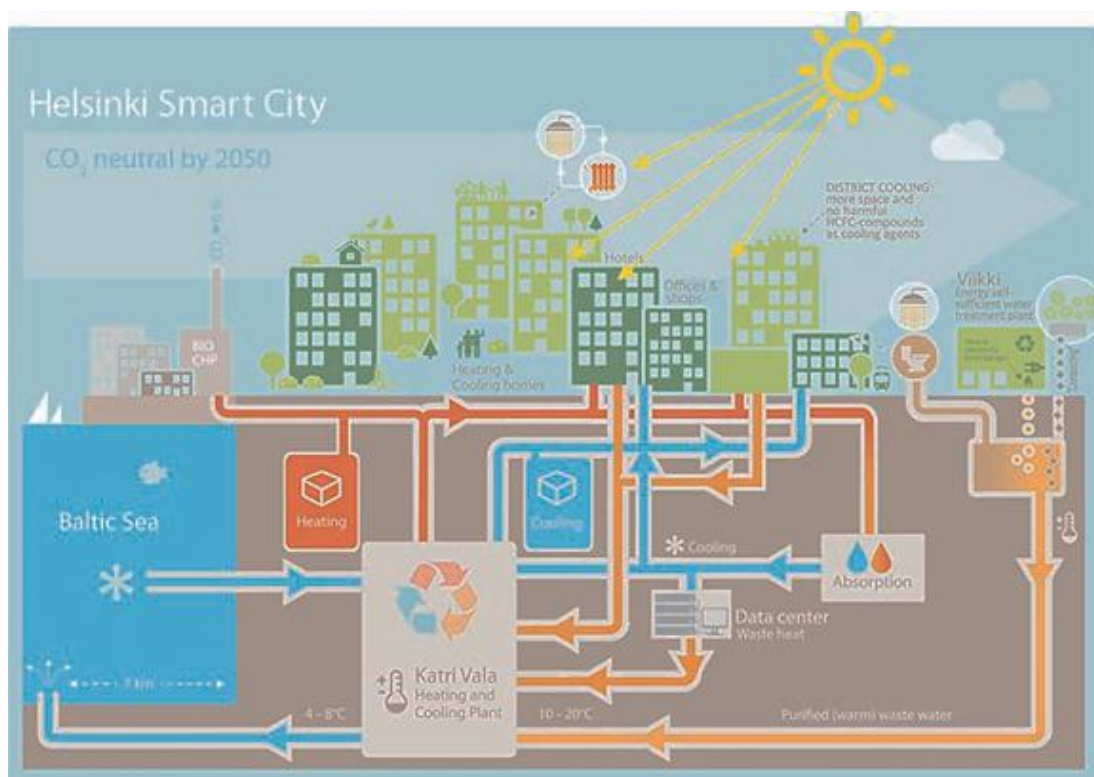 Helsinki Smart City
CO₂ neutral by 2050
DISTRICT COOLING:
more space and
no harmful
HCFC-compounds
as cooling agents
Hotels
Offices &
shops
Viikki
Energy self-
sufficient water
treatment plant
BIO
CHP
Heating &
Cooling homes
Baltic Sea
Heating
Cooling
Cooling
Absorption
Data center
Waste heat
Katri Vala
Heating and
Cooling Plant
4 – 8°C
10 – 20°C
Purified (warm) waste water